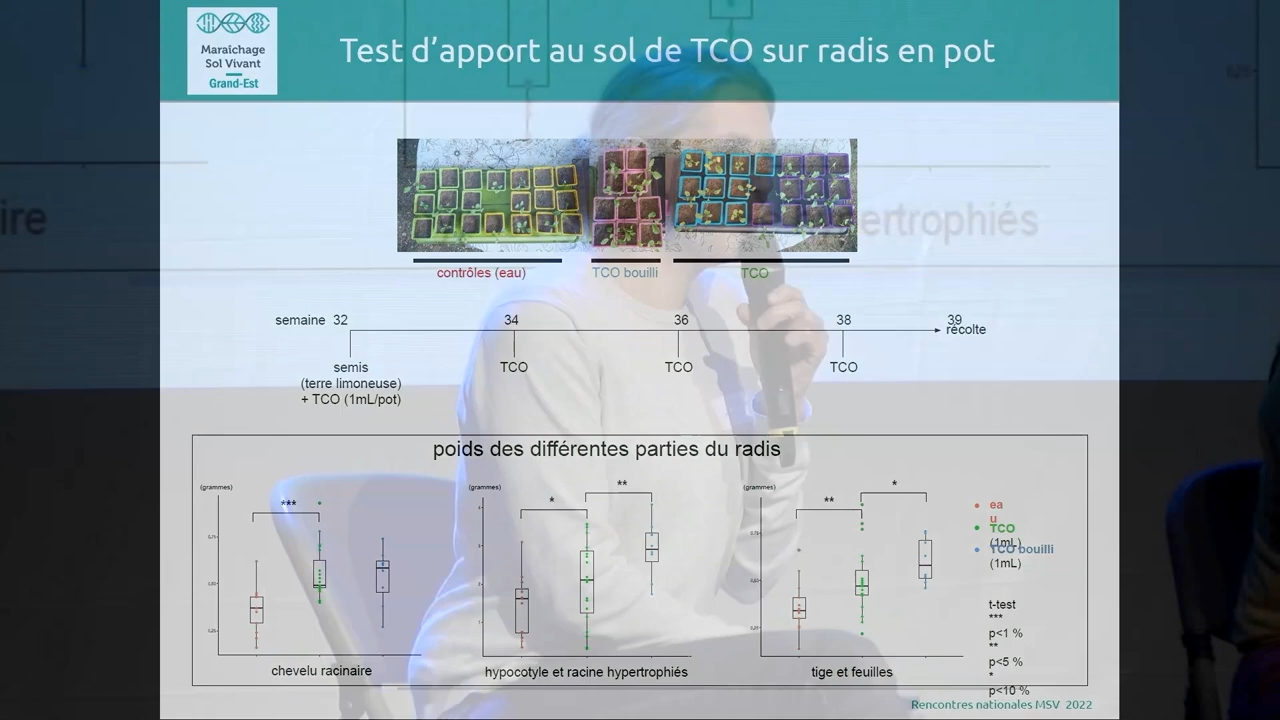 Maraîchage
Sol Vivant
Grand-Est
Test d'apport au sol de TCO sur radis en pot
ire
ertrophiés
contrôles (eau)
TCO bouilli
TCO
semaine 32
34
36
38
39
récolte
semis
(terre limoneuse)
+ TCO (1mL/pot)
TCO
TCO
TCO
poids des différentes parties du radis
(grammes)
***
chevelu racinaire
(grammes)
*
**
hypocotyle et racine hypertrophiés
(grammes)
**
*
tige et feuilles
ea
u
TCO
(1mL)
TCO bouilli
(1mL)
t-test
***
p<1 %
**
p<5 %
*
p<10 %
Rencontres nationales MSV 2022